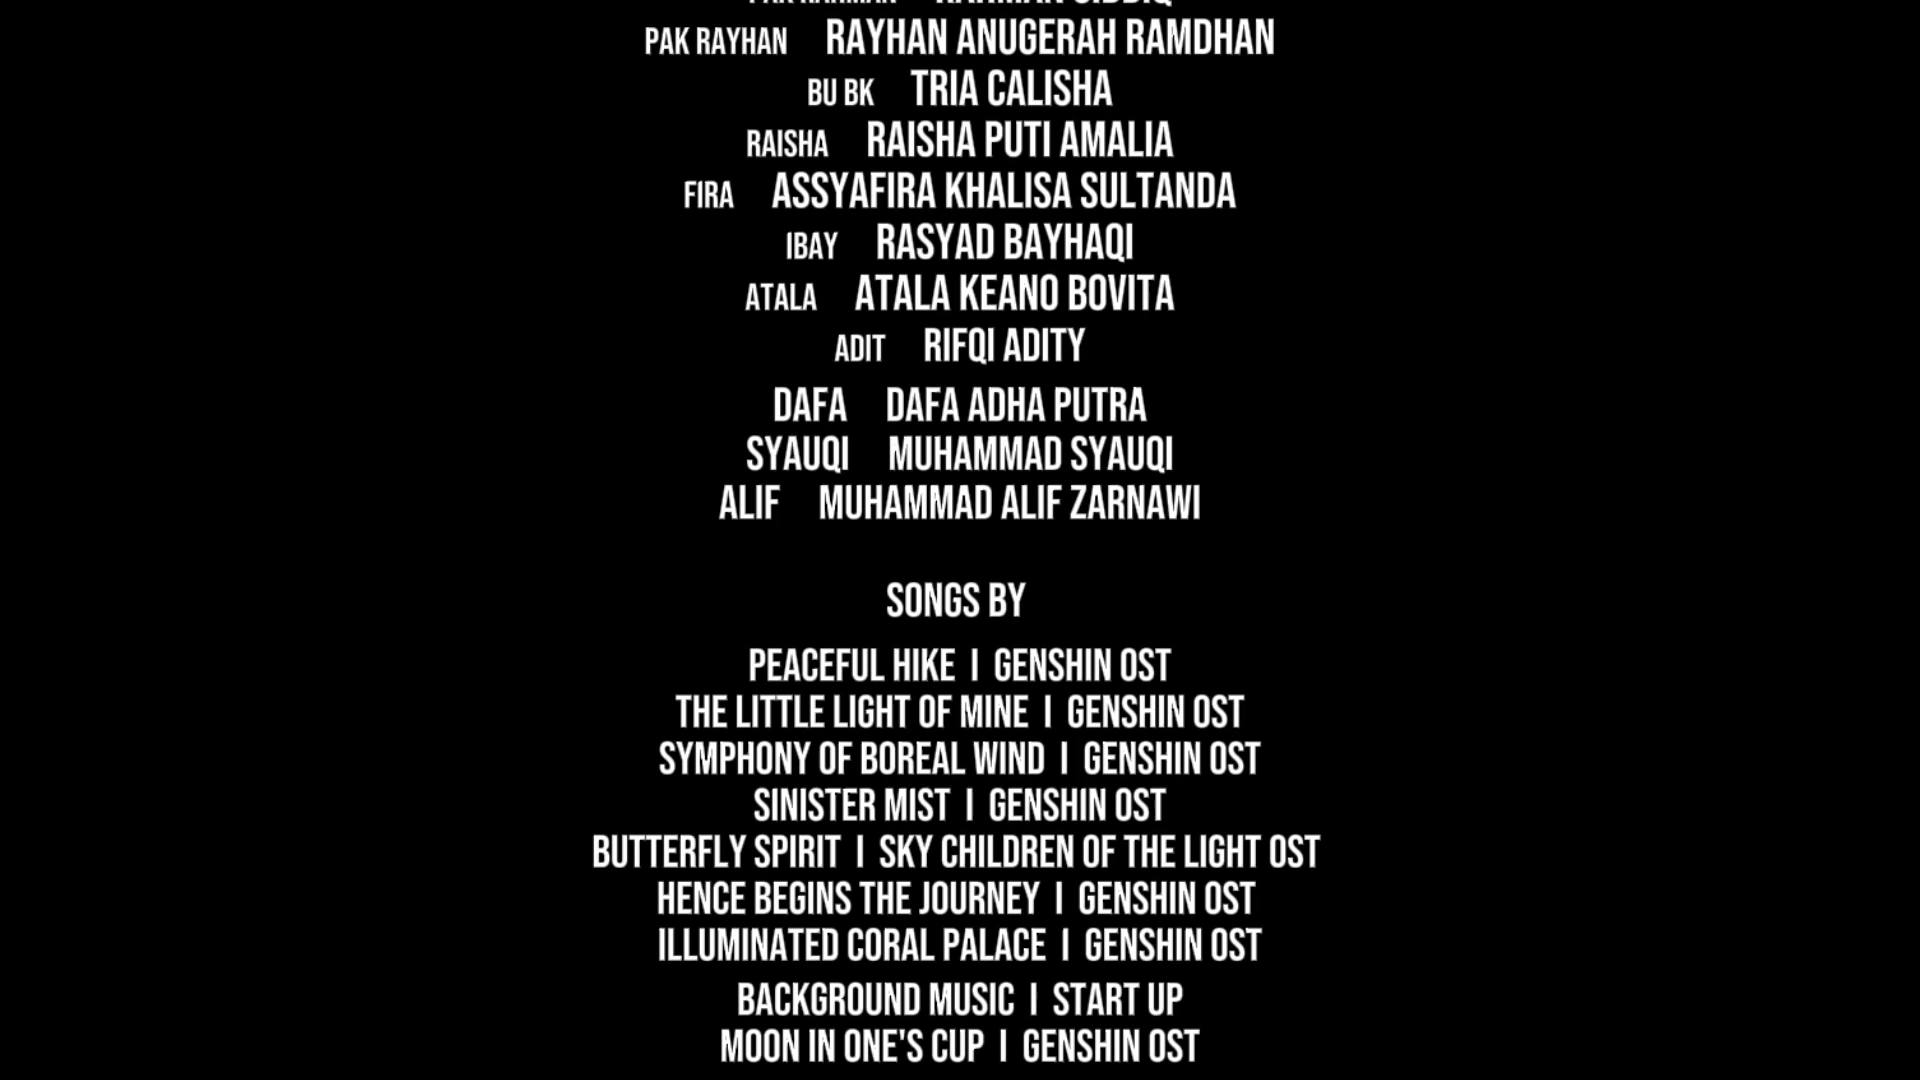 PAK RAYHAN RAYHAN ANUGERAH RAMDHAN
BU BK TRIA CALISHA
RAISHA RAISHA PUTI AMALIA
FIRA ASSYAFIRA KHALISA SULTANDA
IBAY RASYAD BAYHAQI
ATALA ATALA KEANO BOVITA
ADIT RIFQI ADITY
DAFA DAFA ADHA PUTRA
SYAUQI MUHAMMAD SYAUQI
ALIF MUHAMMAD ALIF ZARNAWI
SONGS BY
PEACEFUL HIKE | GENSHIN OST
THE LITTLE LIGHT OF MINE | GENSHIN OST
SYMPHONY OF BOREAL WIND | GENSHIN OST
SINISTER MIST | GENSHIN OST
BUTTERFLY SPIRIT | SKY CHILDREN OF THE LIGHT OST
HENCE BEGINS THE JOURNEY | GENSHIN OST
ILLUMINATED CORAL PALACE | GENSHIN OST
BACKGROUND MUSIC | START UP
MOON IN ONE'S CUP | GENSHIN OST